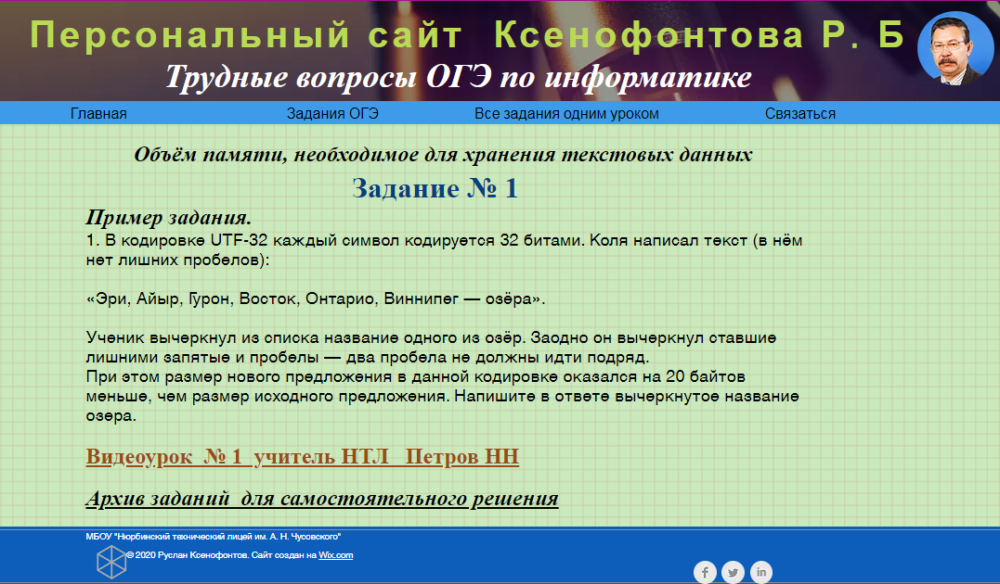 Персональный сайт Ксенофонтова Р. Б
Трудные вопросы ОГЭ по информатике
Главная Задания ОГЭ Все задания одним уроком Связаться
Объём памяти, необходимое для хранения текстовых данных
Задание № 1
Пример задания.
1. В кодировке UTF-32 каждый символ кодируется 32 битами. Коля написал текст (в нём
нет лишних пробелов):
«Эри, Айыр, Гурон, Восток, Онтарио, Виннипег — озёра».
Ученик вычеркнул из списка название одного из озёр. Заодно он вычеркнул ставшие
лишними запятые и пробелы — два пробела не должны идти подряд.
При этом размер нового предложения в данной кодировке оказался на 20 байтов
меньше, чем размер исходного предложения. Напишите в ответе вычеркнутое название
озера.
Видеоурок № 1 учитель НТЛ Петров НН
Архив заданий для самостоятельного решения
МБОУ "Нюрбинский технический лицей им. А. Н. Чусовского"
© 2020 Руслан Ксенофонтов. Сайт создан на Wix.com